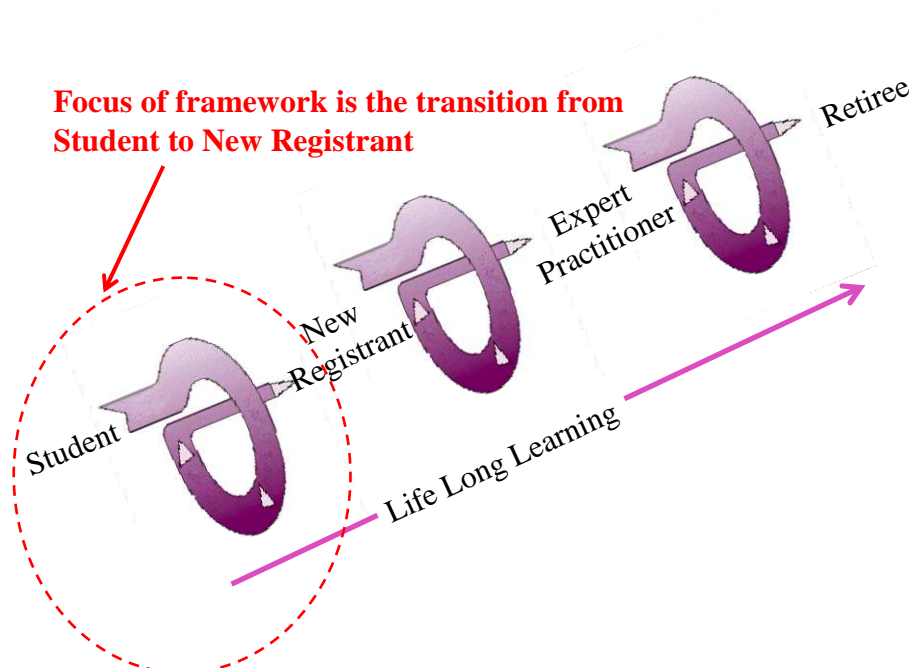 Focus of framework is the transition from
Student to New Registrant
Student
New
Registrant
Expert
Practitioner
Retiree
Life Long Learning